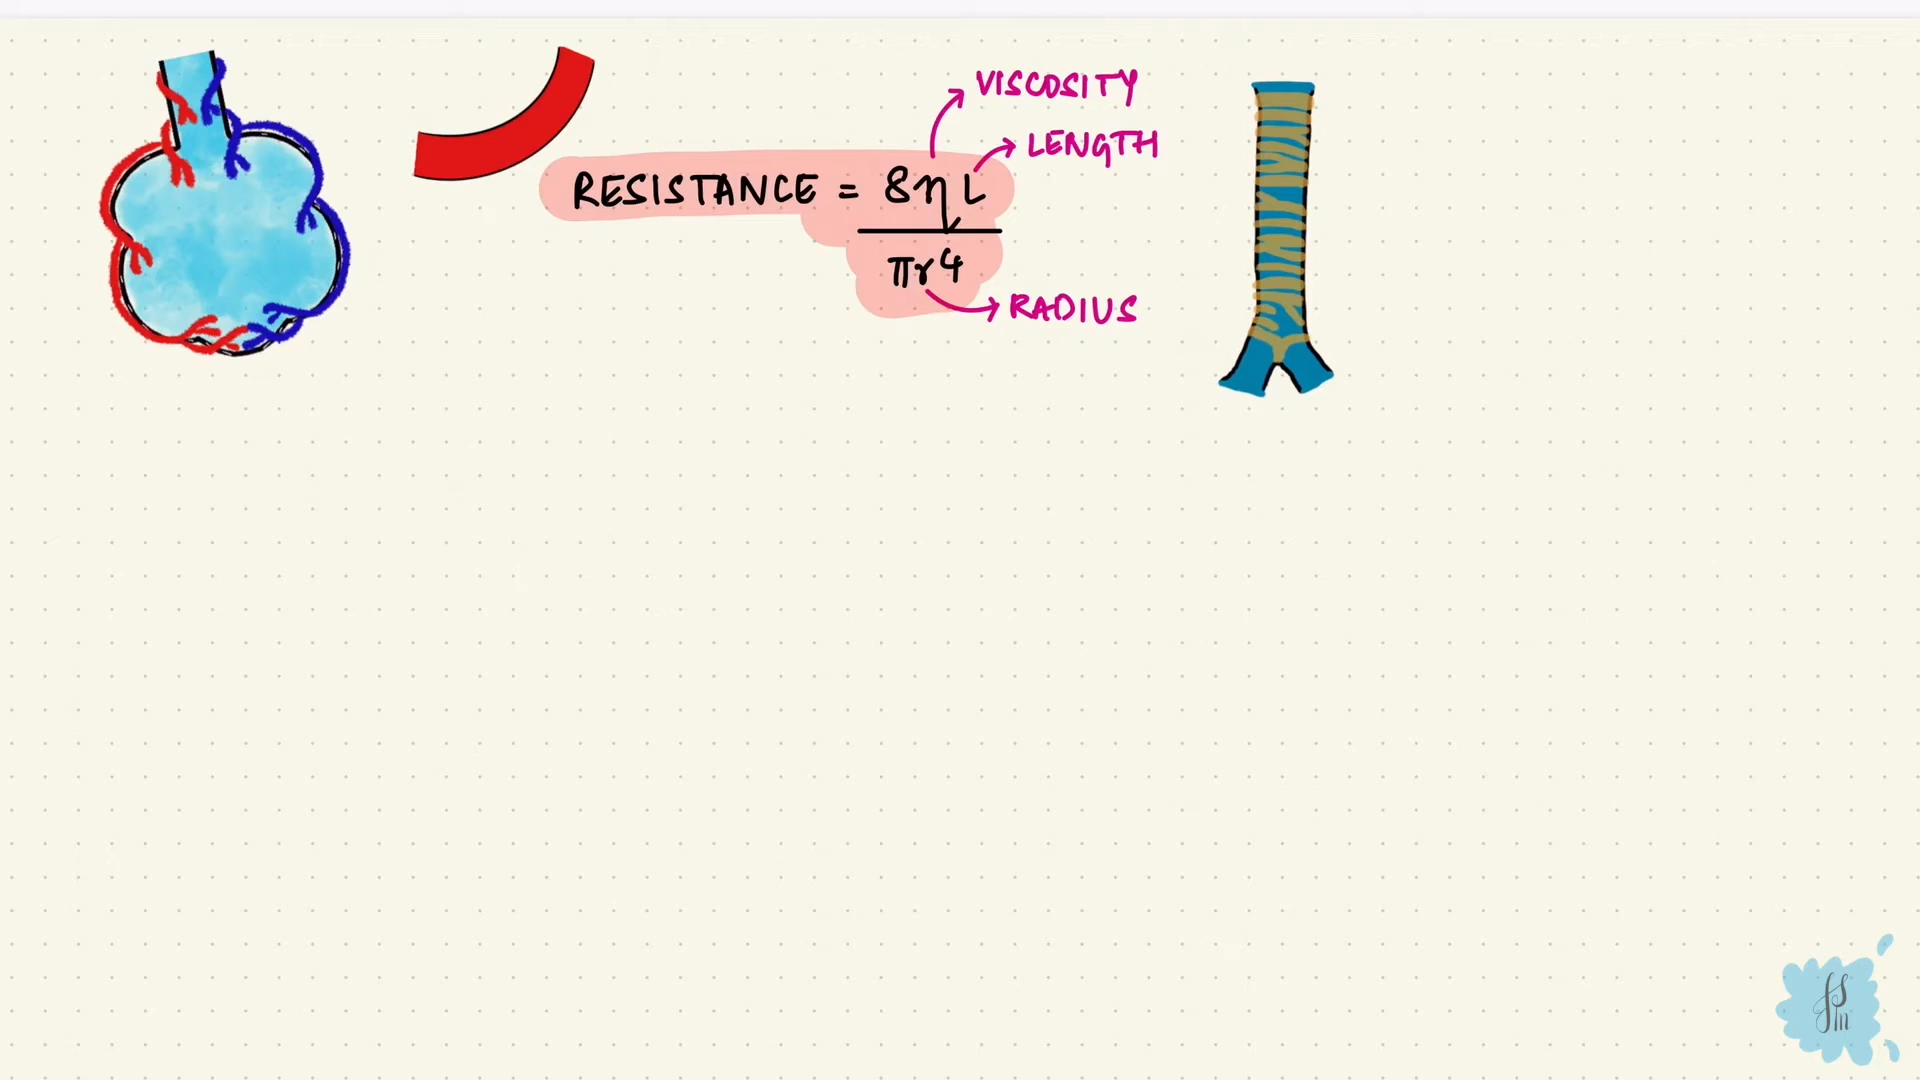 VISCOSITY
LENGTH
RESISTANCE = 8ηL
πr⁴
RADIUS